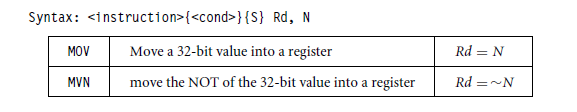 Syntax: <instruction>{<cond>}{S} Rd, N
MOV Move a 32-bit value into a register Rd = N
MVN move the NOT of the 32-bit value into a register Rd = ~N